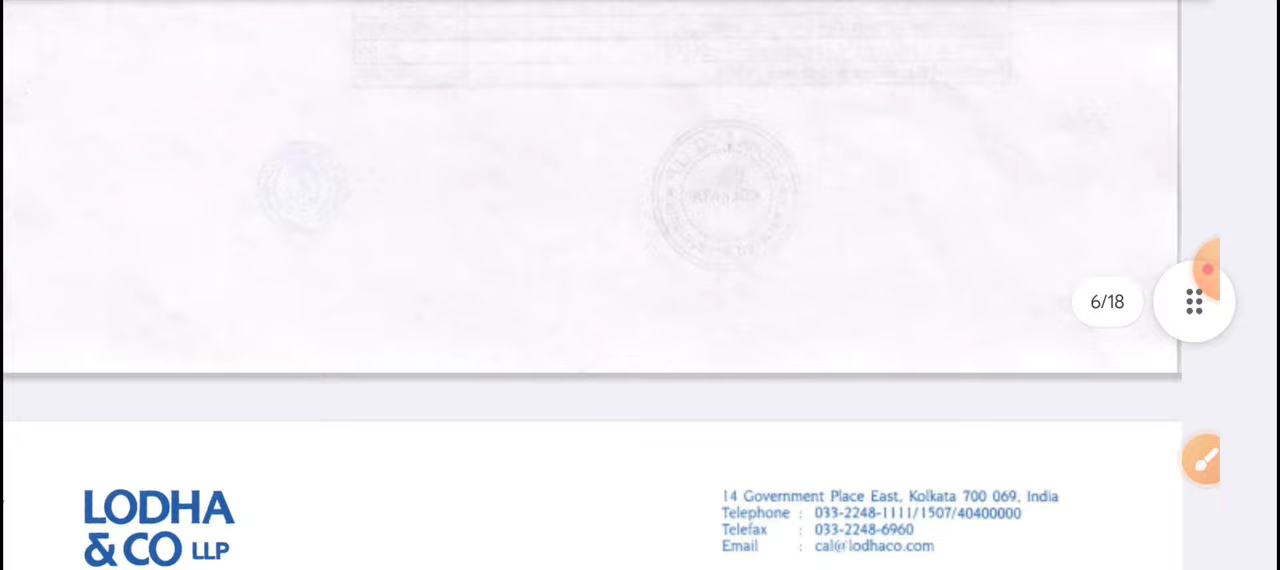 6/18
LODHA
& CO LLP
14 Government Place East, Kolkata 700 069, India
Telephone : 033-2248-1111/1507/40400000
Telefax : 033-2248-6960
Email : cal@lodhaco.com